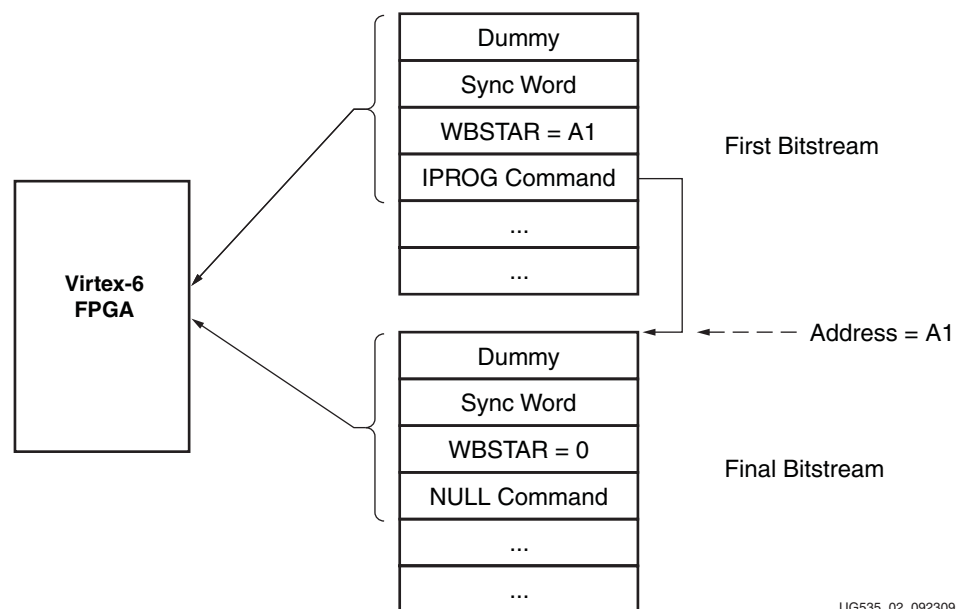 Dummy
Sync Word
WBSTAR = A1
IPROG Command
...
...
First Bitstream
Virtex-6
FPGA
Address = A1
Dummy
Sync Word
WBSTAR = 0
NULL Command
...
...
Final Bitstream
UG535_02_092309